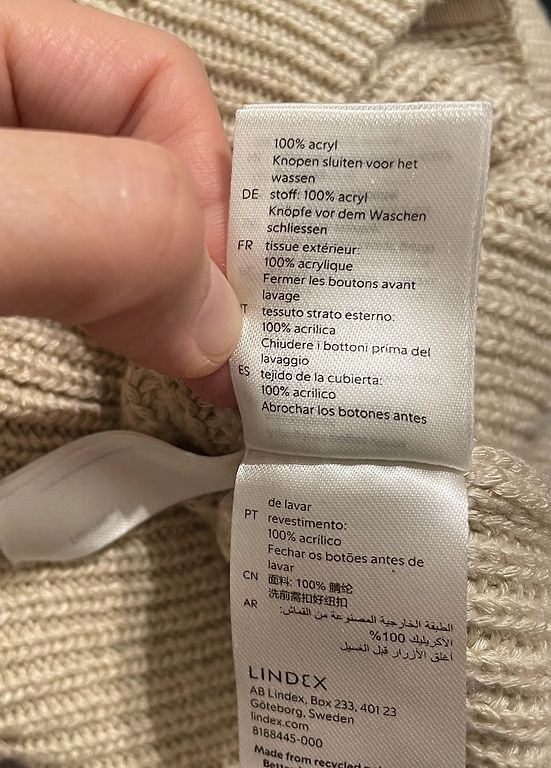 100% acryl
Knopen sluiten voor het
wassen
DE stoff: 100% acryl
Knöpfe vor dem Waschen
schliessen
FR tissue extérieur:
100% acrylique
Fermer les boutons avant
lavage
IT tessuto strato esterno:
100% acrilica
Chiudere i bottoni prima del
lavaggio
ES tejido de la cubierta:
100% acrílico
Abrochar los botones antes
de lavar
PT revestimento:
100% acrílico
Fechar os botões antes de
lavar
CN 面料: 100% 腈纶
洗前需扣好纽扣
AR الطبقة الخارجية المصنوعة من القماش:
الأكريليك 100%
أغلق الأزرار قبل الغسيل
LINDEX
AB Lindex, Box 233, 401 23
Göteborg, Sweden
lindex.com
8188445-000
Made from recycled